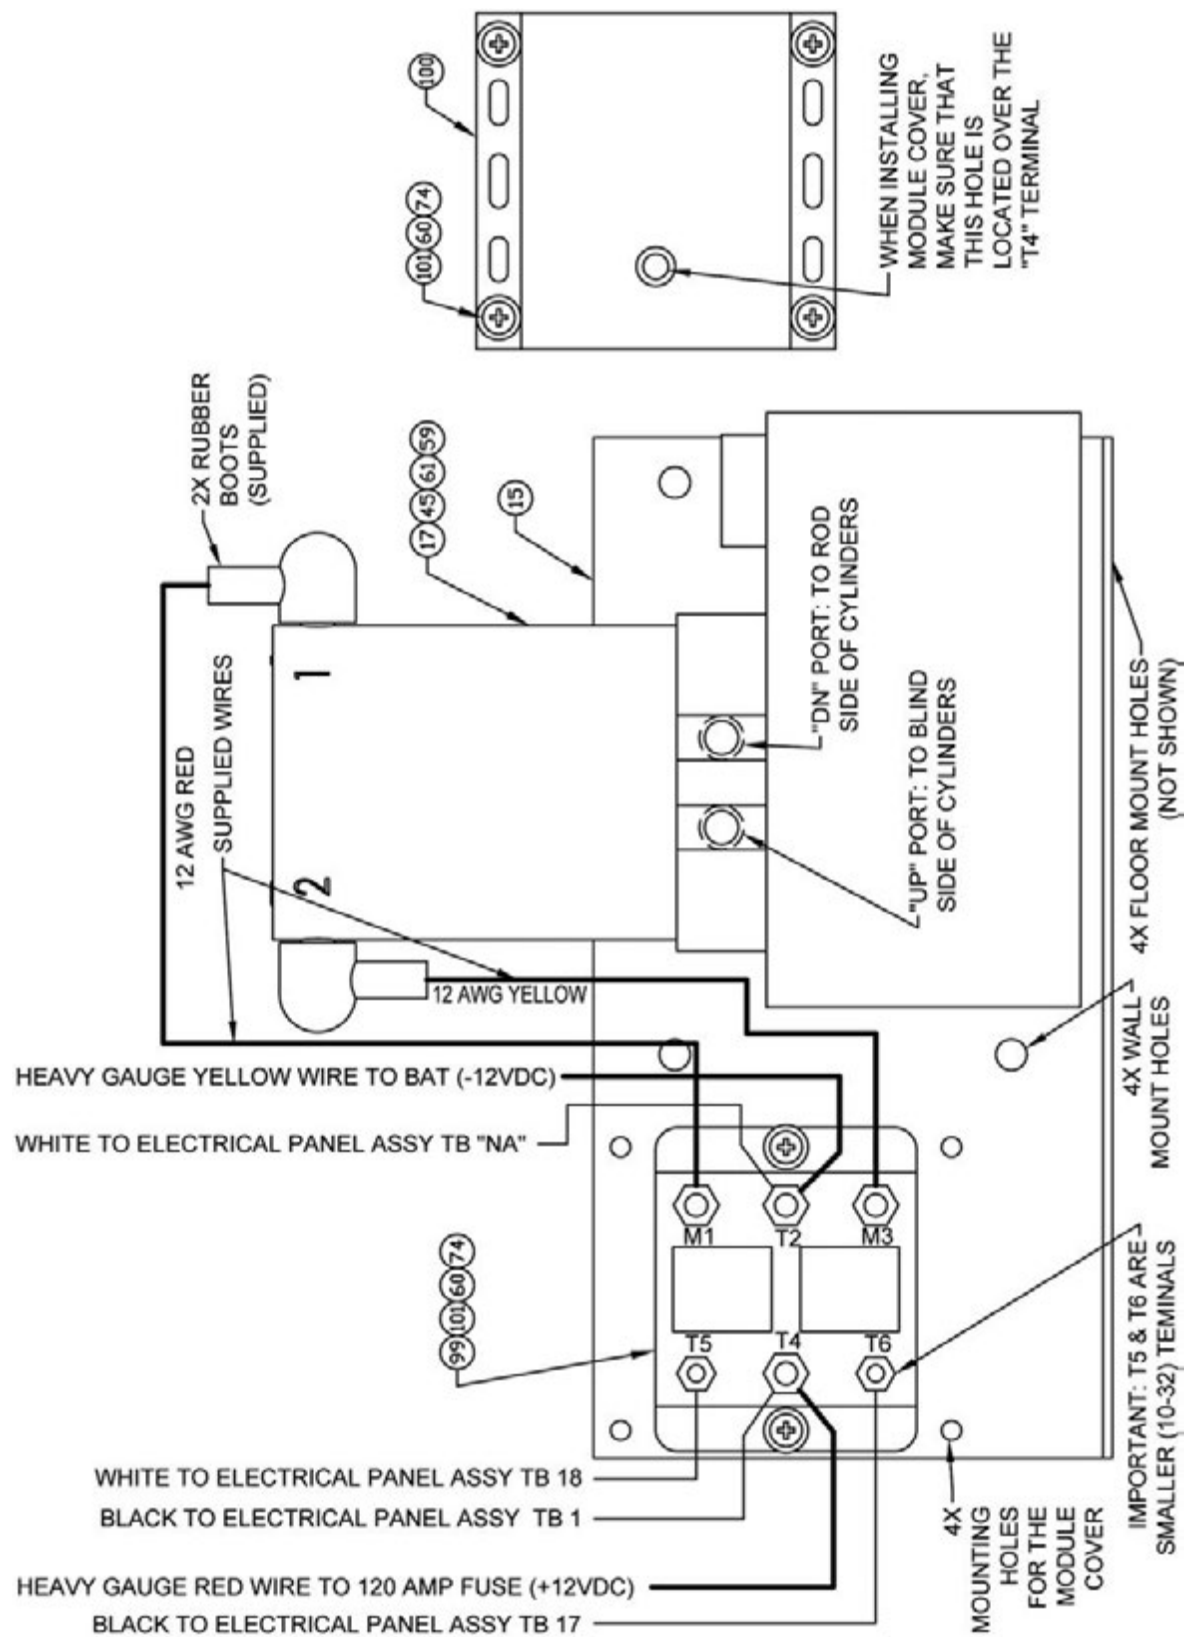 100
101 60 74
WHEN INSTALLING
MODULE COVER,
MAKE SURE THAT
THIS HOLE IS
LOCATED OVER THE
"T4" TERMINAL
2X RUBBER
BOOTS
(SUPPLIED)
17 45 61 59
15
12 AWG RED
SUPPLIED WIRES
1
2
"DN" PORT: TO ROD
SIDE OF CYLINDERS
"UP" PORT: TO BLIND
SIDE OF CYLINDERS
4X FLOOR MOUNT HOLES
(NOT SHOWN)
12 AWG YELLOW
4X WALL
MOUNT HOLES
HEAVY GAUGE YELLOW WIRE TO BAT (-12VDC)
WHITE TO ELECTRICAL PANEL ASSY TB "NA"
M1 T2 M3
99 101 60 74
T5 T4 T6
IMPORTANT: T5 & T6 ARE
SMALLER (10-32) TEMINALS
WHITE TO ELECTRICAL PANEL ASSY TB 18
BLACK TO ELECTRICAL PANEL ASSY TB 1
HEAVY GAUGE RED WIRE TO 120 AMP FUSE (+12VDC)
BLACK TO ELECTRICAL PANEL ASSY TB 17
4X
MOUNTING
HOLES
FOR THE
MODULE
COVER